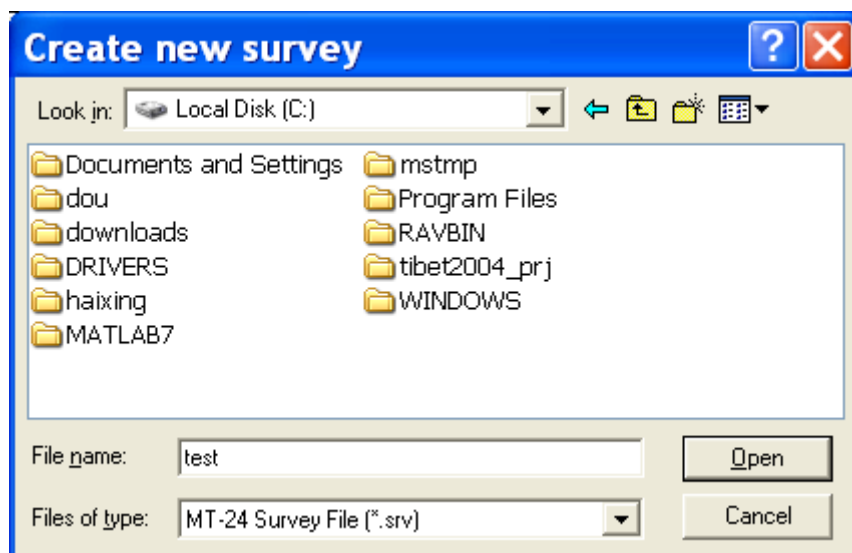 Create new survey
Look in: Local Disk (C:)
Documents and Settings
dou
downloads
DRIVERS
haixing
MATLAB7
mstmp
Program Files
RAVBIN
tibet2004_prj
WINDOWS
File name: test Open
Files of type: MT-24 Survey File (*.srv) Cancel